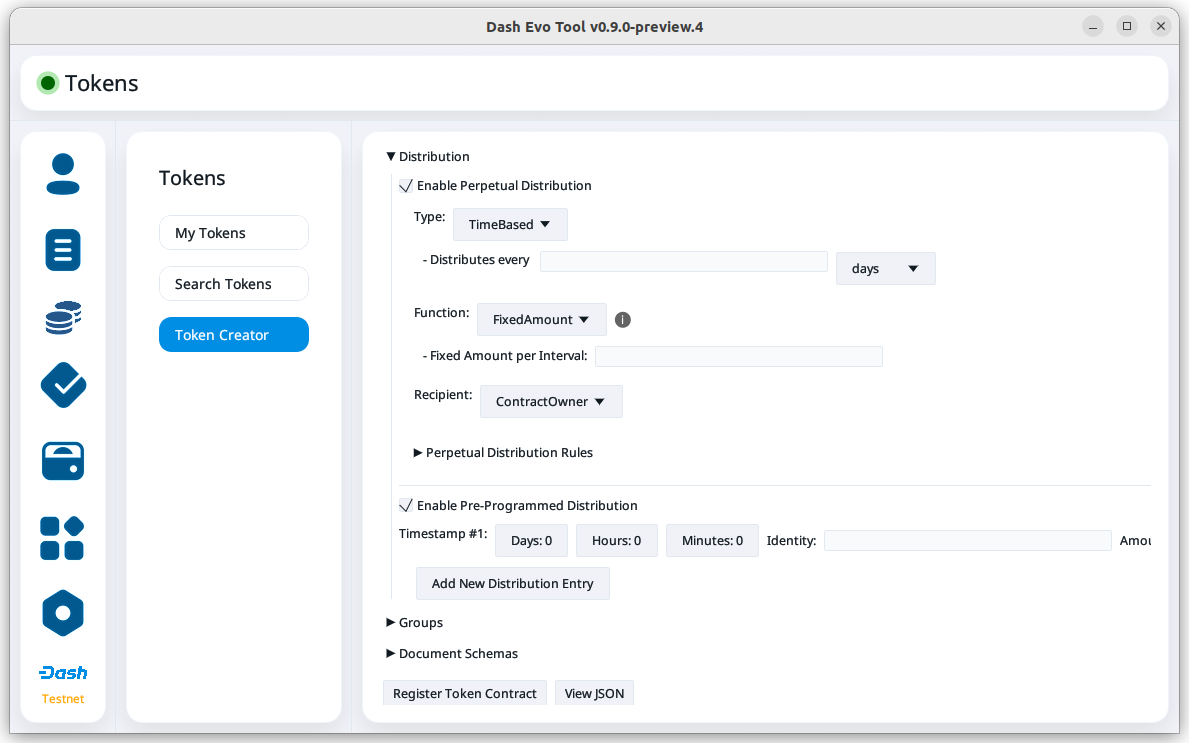 Dash Evo Tool v0.9.0-preview.4
Tokens
Tokens
My Tokens
Search Tokens
Token Creator
Dash
Testnet
Distribution
Enable Perpetual Distribution
Type: TimeBased
- Distributes every days
Function: FixedAmount i
- Fixed Amount per Interval:
Recipient: ContractOwner
Perpetual Distribution Rules
Enable Pre-Programmed Distribution
Timestamp #1: Days: 0 Hours: 0 Minutes: 0 Identity: Amou
Add New Distribution Entry
Groups
Document Schemas
Register Token Contract View JSON